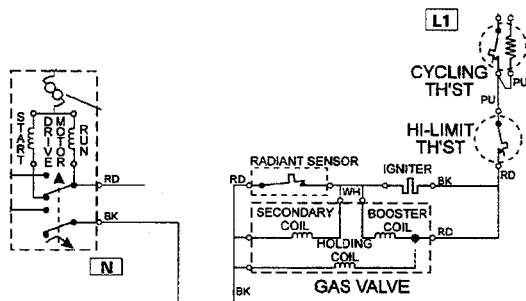 L1
CYCLING
TH'ST
PU
PU
HI-LIMIT
TH'ST
RD
START
DRIVE
MOTOR
RUN
RD
BK
N
RADIANT SENSOR
IGNITER
RD
WH
BK
SECONDARY
COIL
BOOSTER
COIL
RD
HOLDING
COIL
GAS VALVE
BK